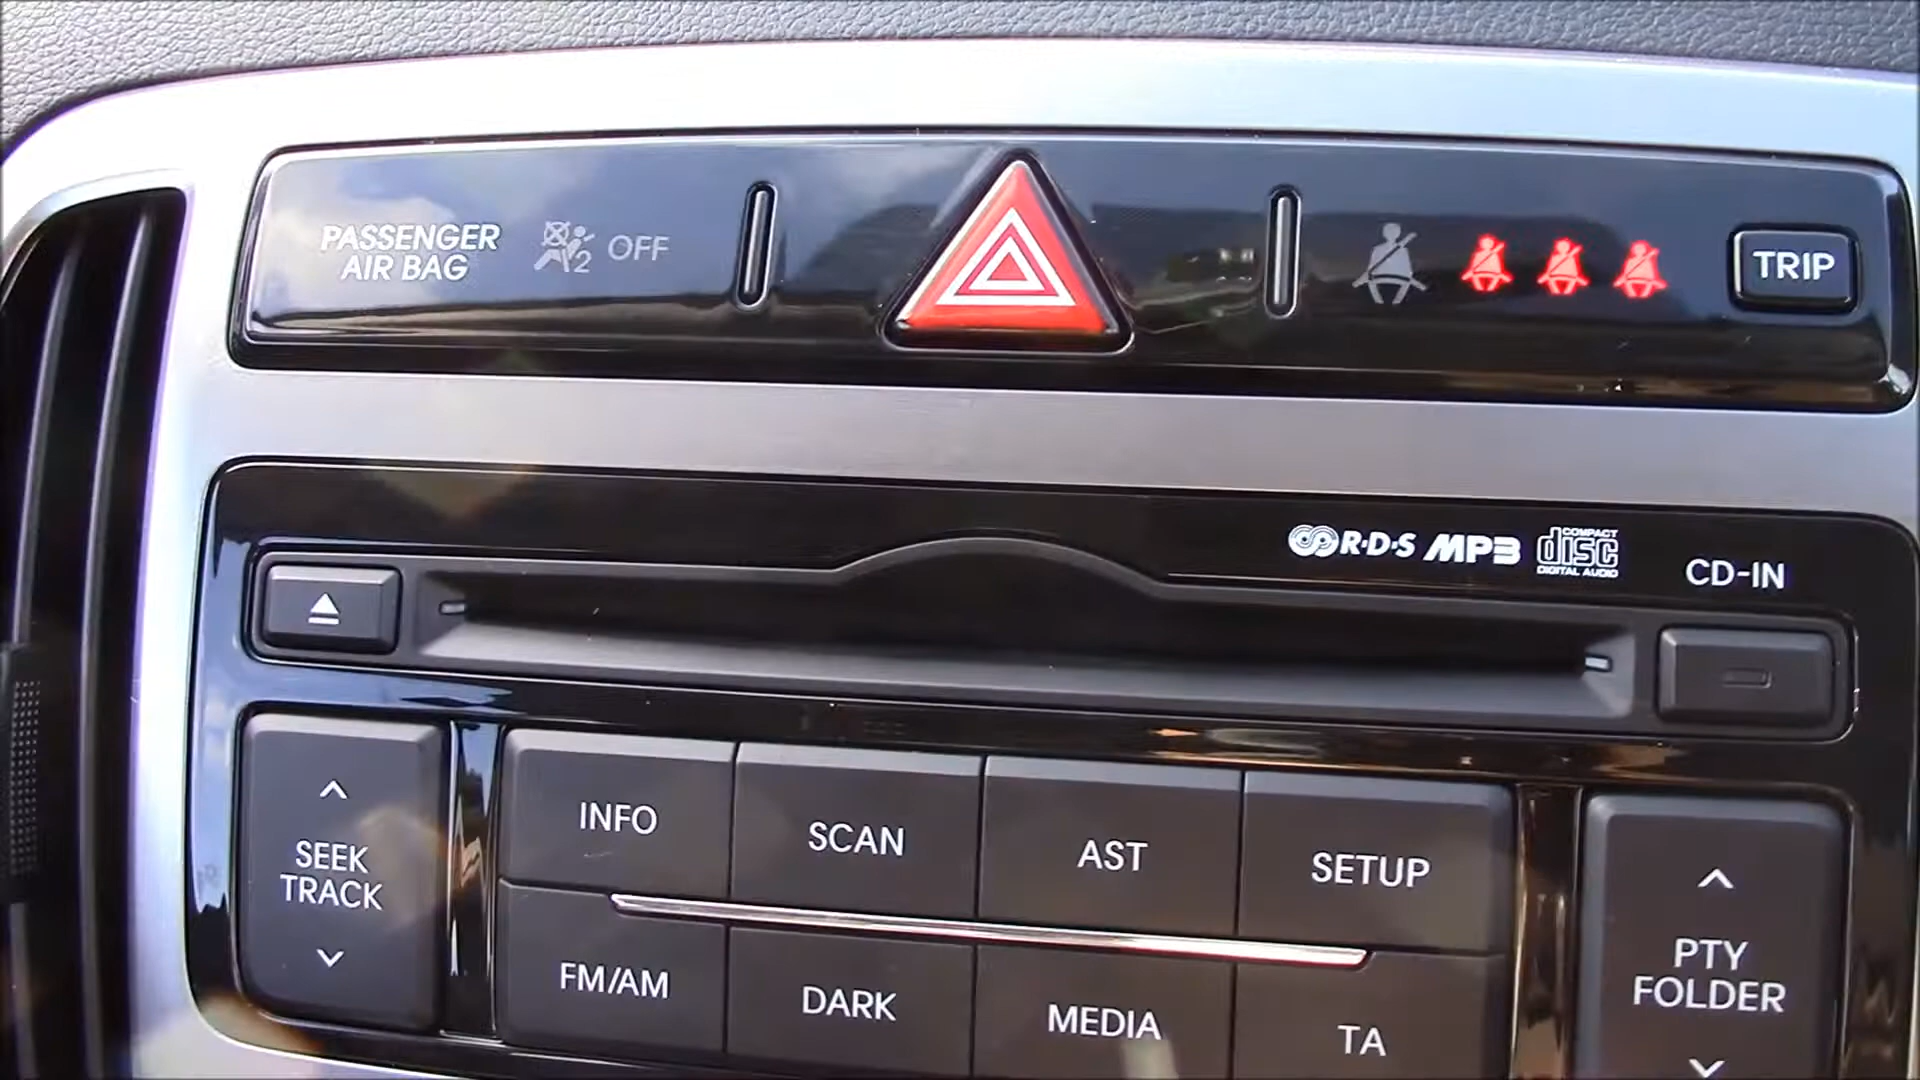 PASSENGER
AIR BAG
2 OFF
TRIP
R·D·S MP3 COMPACT
disc
DIGITAL AUDIO
CD-IN
SEEK
TRACK
INFO
SCAN
AST
SETUP
FM/AM
DARK
MEDIA
TA
PTY
FOLDER